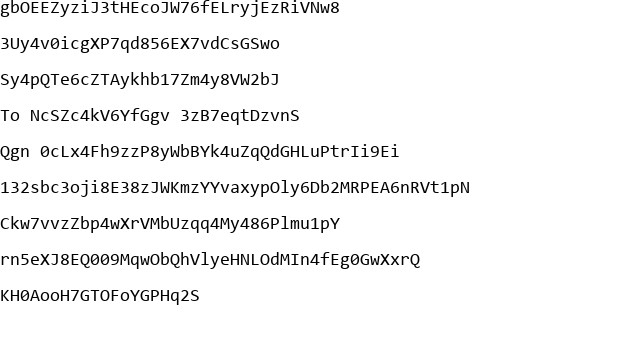 gbOEEZyziJ3tHEcoJW76fELryjEzRiVNw8
3Uy4v0icgXP7qd856EX7vdCsGSwo
Sy4pQTe6cZTAykhb17Zm4y8VW2bJ
To NcSZc4kV6YfGgv 3zB7eqtDzvnS
Qgn 0cLx4Fh9zzP8yWbBYk4uZqQdGHLuPtrIi9Ei
132sbc3oji8E38zJWKmzYYvaxypOly6Db2MRPEA6nRVt1pN
Ckw7vvzZbp4wXrVMbUzqq4My486Plmu1pY
rn5eXJ8EQ009MqwObQhVlyeHNLOdMIn4fEg0GwXxrQ
KH0AooH7GTOFoYGPHq2S